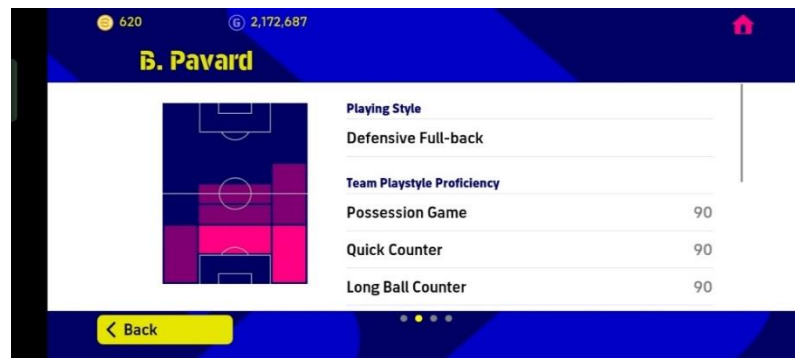 620
G 2,172,687
B. Pavard
Playing Style
Defensive Full-back
Team Playstyle Proficiency
Possession Game 90
Quick Counter 90
Long Ball Counter 90
Back